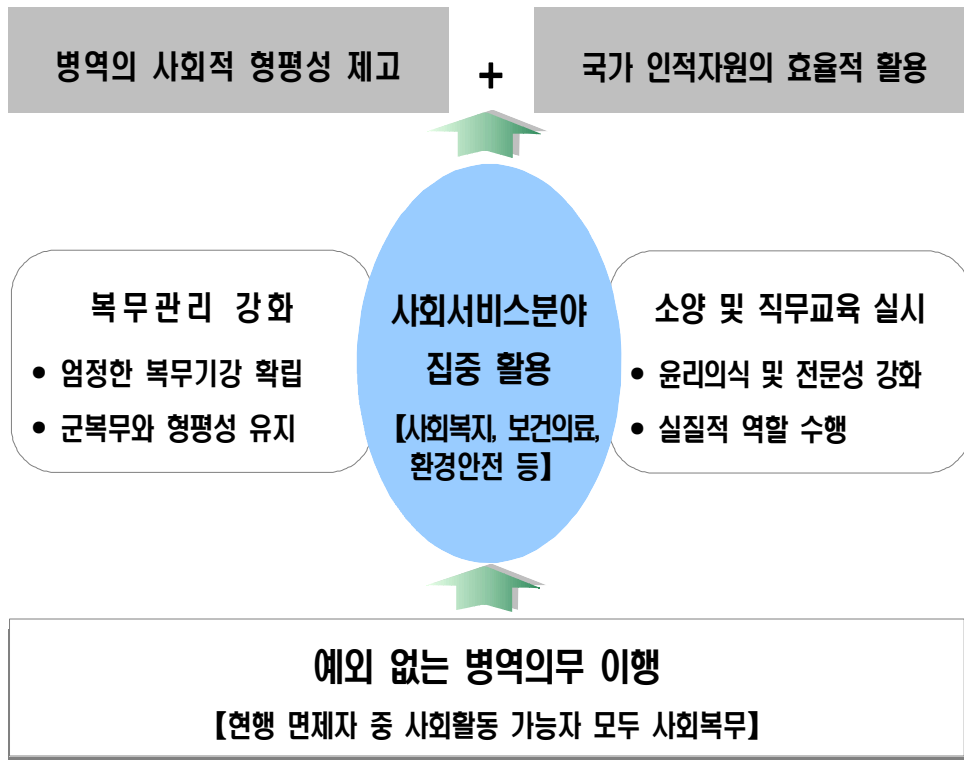 병역의 사회적 형평성 제고
+
국가 인적자원의 효율적 활용
복무관리 강화
• 엄정한 복무기강 확립
• 군복무와 형평성 유지
사회서비스분야
집중 활용
【사회복지, 보건의료,
환경안전 등】
소양 및 직무교육 실시
• 윤리의식 및 전문성 강화
• 실질적 역할 수행
예외 없는 병역의무 이행
【현행 면제자 중 사회활동 가능자 모두 사회복무】